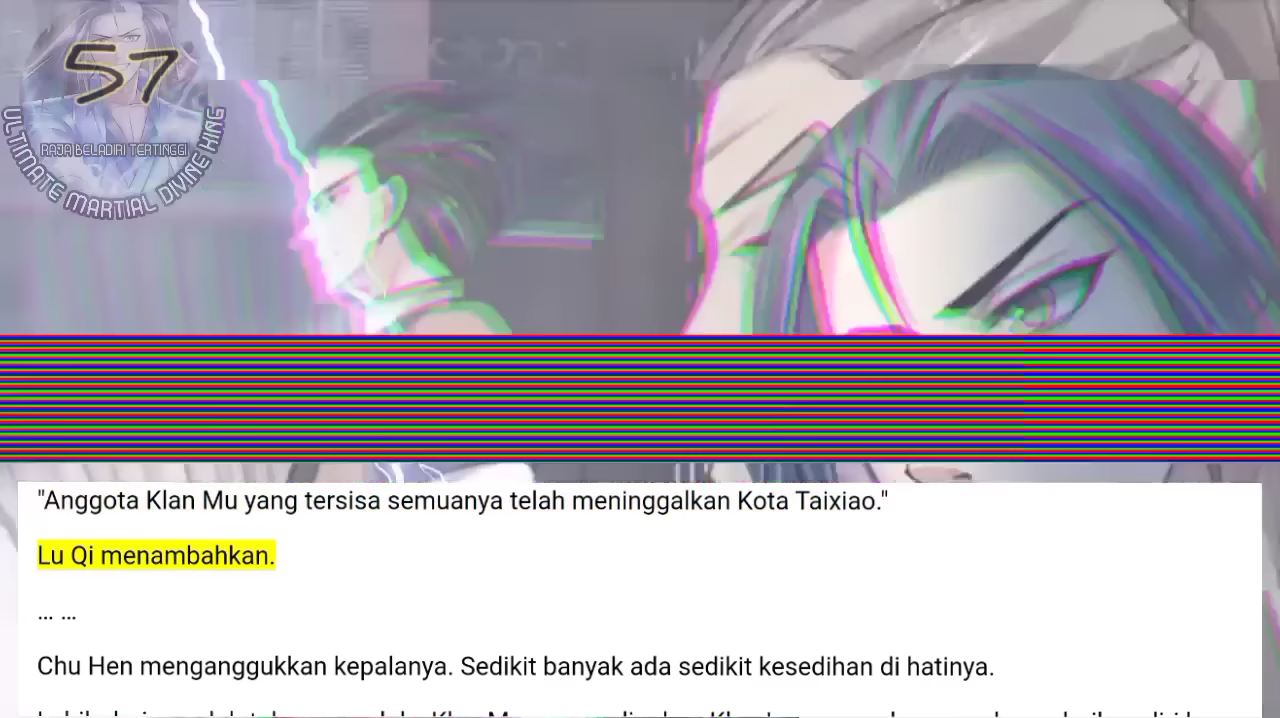 57
RAJA BELADIRI TERTINGGI
ULTIMATE MARTIAL DIVINE KING
"Anggota Klan Mu yang tersisa semuanya telah meninggalkan Kota Taixiao."
Lu Qi menambahkan.
... ...
Chu Hen menganggukkan kepalanya. Sedikit banyak ada sedikit kesedihan di hatinya.